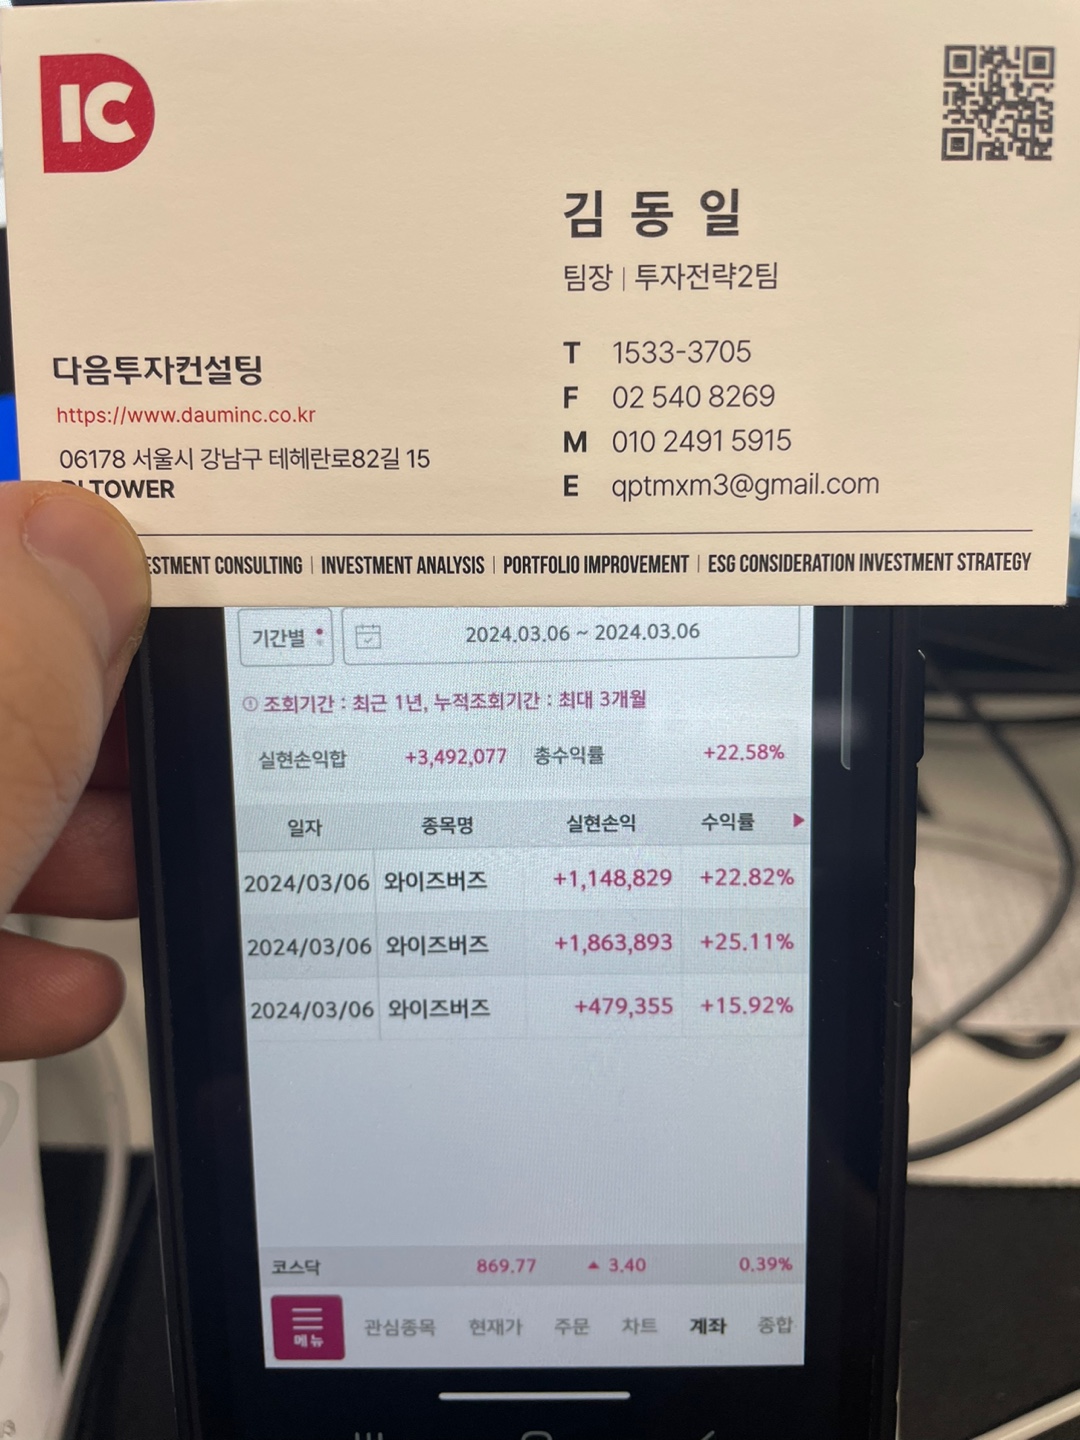 IC
김동일
팀장 | 투자전략2팀
다음투자컨설팅
https://www.dauminc.co.kr
06178 서울시 강남구 테헤란로82길 15
TOWER
T 1533-3705
F 02 540 8269
M 010 2491 5915
E qptmxm3@gmail.com
ESTMENT CONSULTING | INVESTMENT ANALYSIS | PORTFOLIO IMPROVEMENT | ESG CONSIDERATION INVESTMENT STRATEGY
기간별 2024.03.06 ~ 2024.03.06
조회기간 : 최근 1년, 누적조회기간 : 최대 3개월
실현손익합 +3,492,077 총수익률 +22.58%
일자 종목명 실현손익 수익률
2024/03/06 와이즈버즈 +1,148,829 +22.82%
2024/03/06 와이즈버즈 +1,863,893 +25.11%
2024/03/06 와이즈버즈 +479,355 +15.92%
코스닥 869.77 ▲ 3.40 0.39%
메뉴 관심종목 현재가 주문 차트 계좌 종합